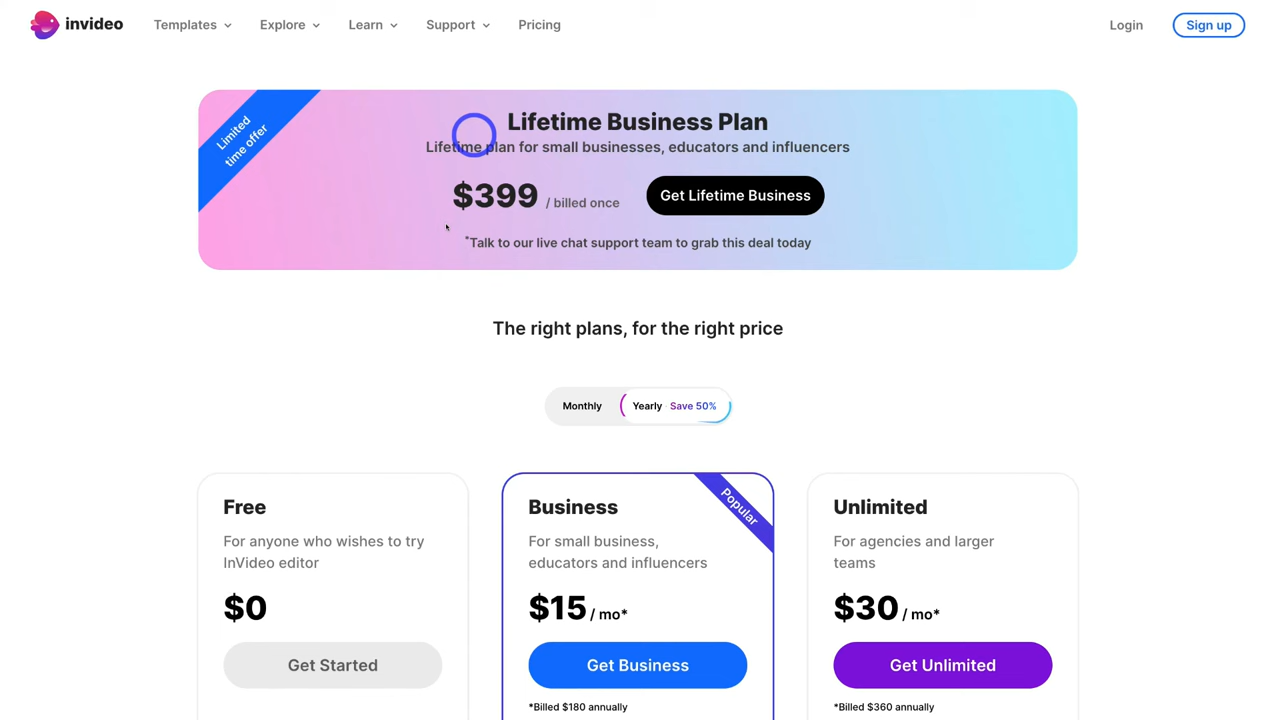 invideo
Templates
Explore
Learn
Support
Pricing
Login
Sign up
Limited
time offer
Lifetime Business Plan
Lifetime plan for small businesses, educators and influencers
$399 / billed once
Get Lifetime Business
*Talk to our live chat support team to grab this deal today
The right plans, for the right price
Monthly
Yearly · Save 50%
Free
For anyone who wishes to try
InVideo editor
$0
Get Started
Popular
Business
For small business,
educators and influencers
$15 / mo*
Get Business
*Billed $180 annually
Unlimited
For agencies and larger
teams
$30 / mo*
Get Unlimited
*Billed $360 annually